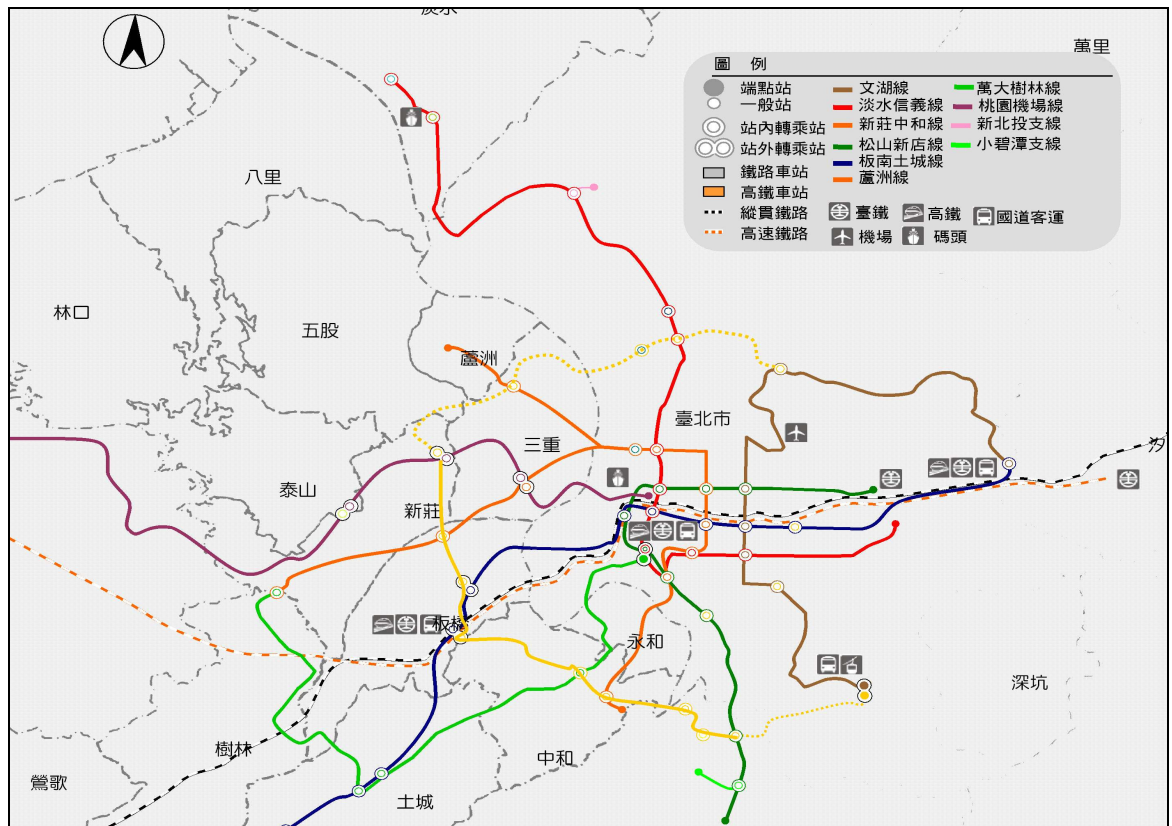 淡水
萬里
圖 例
端點站
一般站
站內轉乘站
站外轉乘站
鐵路車站
高鐵車站
縱貫鐵路
高速鐵路
文湖線
淡水信義線
新莊中和線
松山新店線
板南土城線
蘆洲線
萬大樹林線
桃園機場線
新北投支線
小碧潭支線
臺鐵
高鐵
國道客運
機場
碼頭
八里
林口
五股
蘆洲
臺北市
三重
汐
泰山
新莊
板橋
永和
深坑
樹林
中和
鶯歌
土城